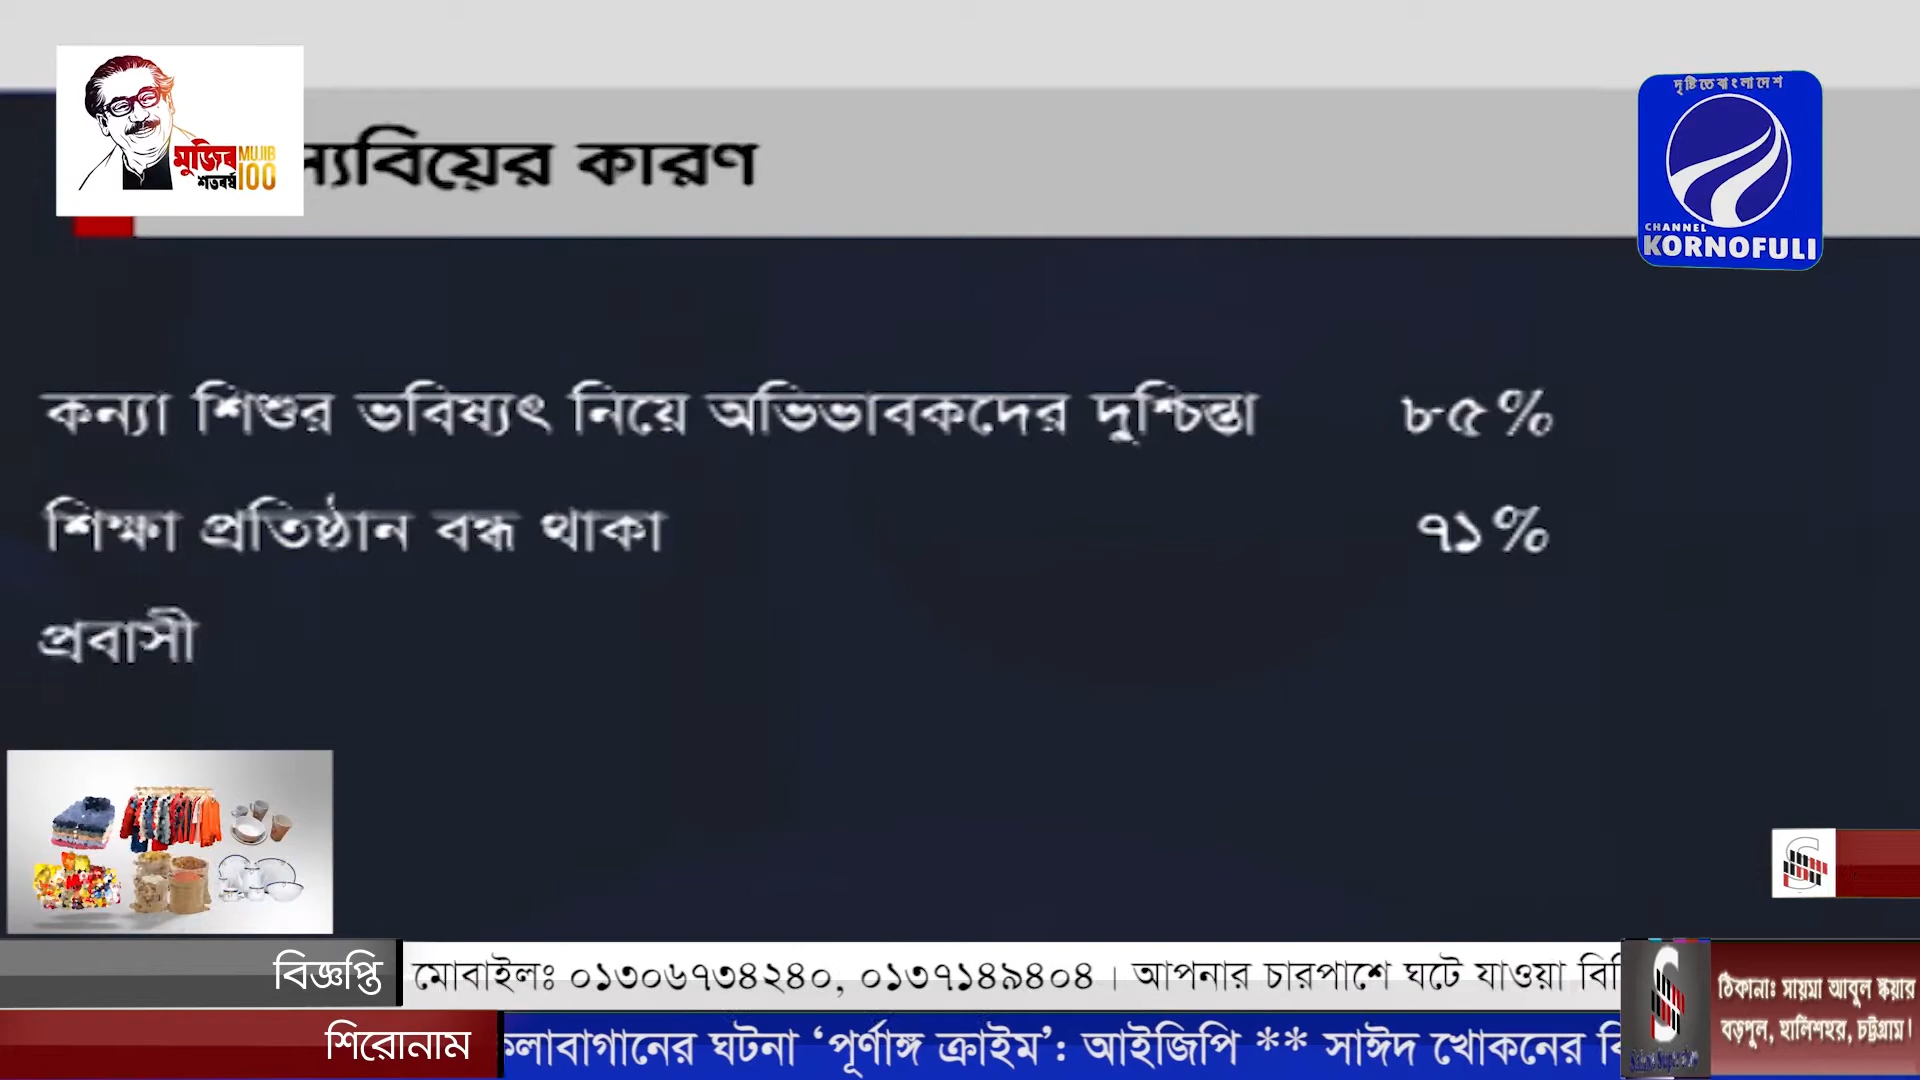 মুজিব
শতবর্ষ
MUJIB
100
দৃষ্টিতে বাংলাদেশ
CHANNEL
KORNOFULI
ল্যবিয়ের কারণ
কন্যা শিশুর ভবিষ্যৎ নিয়ে অভিভাবকদের দুশ্চিন্তা ৮৫%
শিক্ষা প্রতিষ্ঠান বন্ধ থাকা ৭১%
প্রবাসী
বিজ্ঞপ্তি মোবাইলঃ ০১৩০৬৭৩৪২৪০, ০১৩৭১৪৯৪০৪। আপনার চারপাশে ঘটে যাওয়া বি
শিরোনাম কলাবাগানের ঘটনা ‘পূর্ণাঙ্গ ক্রাইম’: আইজিপি ** সাঈদ খোকনের বি
ঠিকানাঃ সায়মা আবুল স্কয়ার
বড়পুল, হালিশহর, চট্টগ্রাম।